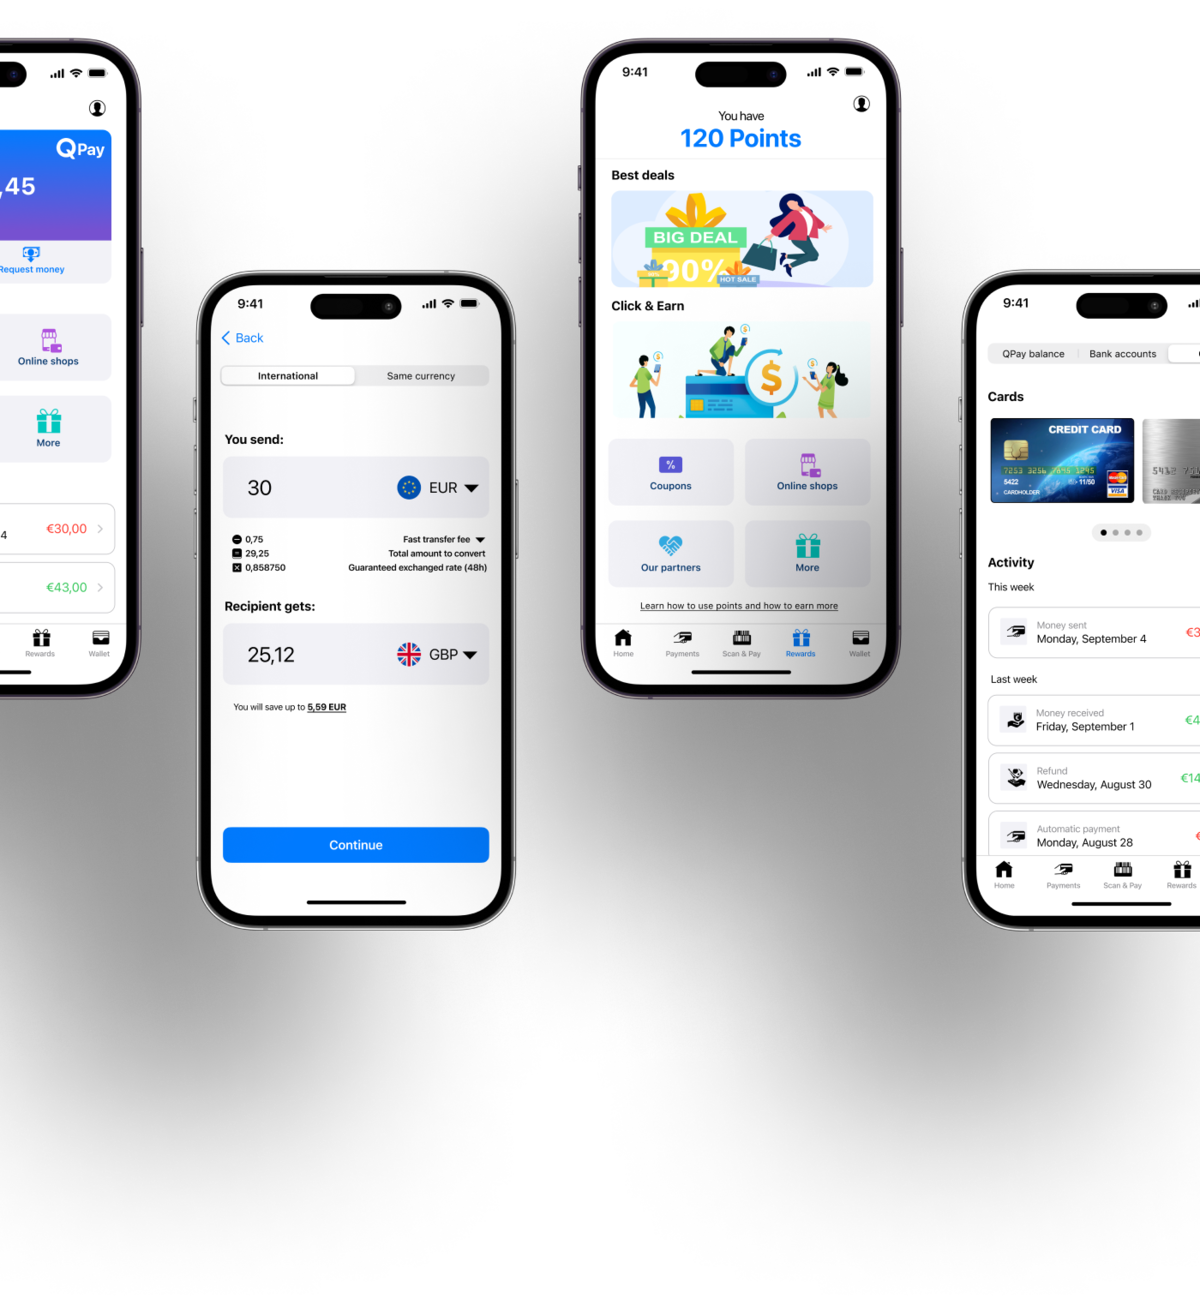 QPay
,45
Request money
Online shops
More
4 €30,00
€43,00
Rewards Wallet
9:41
Back
International Same currency
You send:
30 EUR
0,75 Fast transfer fee
29,25 Total amount to convert
0,858750 Guaranteed exchanged rate (48h)
Recipient gets:
25,12 GBP
You will save up to 5,59 EUR
Continue
9:41
You have
120 Points
Best deals
BIG DEAL
90%
HOT SALE
Click & Earn
Coupons Online shops
Our partners More
Learn how to use points and how to earn more
Home Payments Scan & Pay Rewards Wallet
9:41
QPay balance Bank accounts
Cards
CREDIT CARD
7253 3256 7895 1245
5422 11/50
CARDHOLDER
VISA
5412
Activity
This week
Money sent
Monday, September 4 €3
Last week
Money received
Friday, September 1 €4
Refund
Wednesday, August 30 €14
Automatic payment
Monday, August 28 €
Home Payments Scan & Pay Rewards